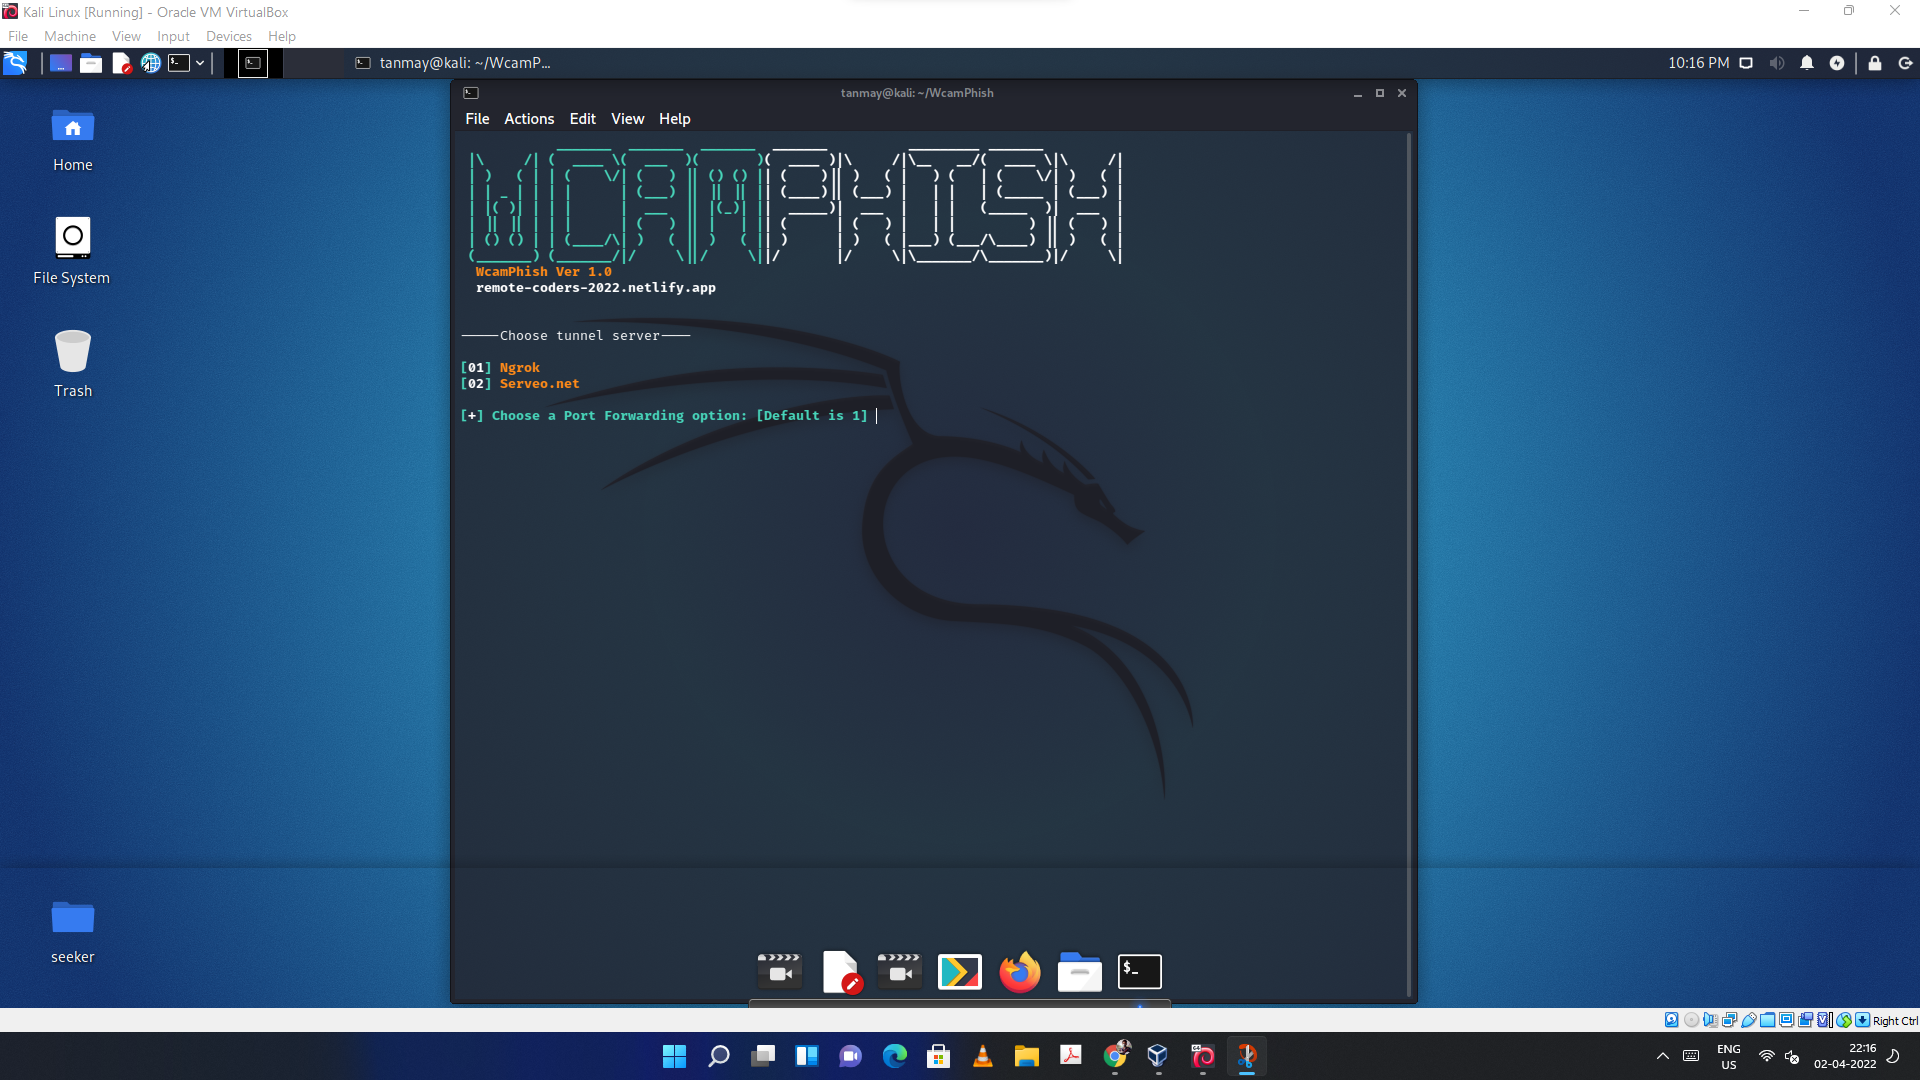 Kali Linux [Running] - Oracle VM VirtualBox
File Machine View Input Devices Help
tanmay@kali: ~/WcamP...
10:16 PM
tanmay@kali: ~/WcamPhish
File Actions Edit View Help
Home
File System
Trash
seeker
WCAMPHISH
WcamPhish Ver 1.0
remote-coders-2022.netlify.app
-----Choose tunnel server----
[01] Ngrok
[02] Serveo.net
[+] Choose a Port Forwarding option: [Default is 1]
Right Ctrl
ENG
US
22:16
02-04-2022